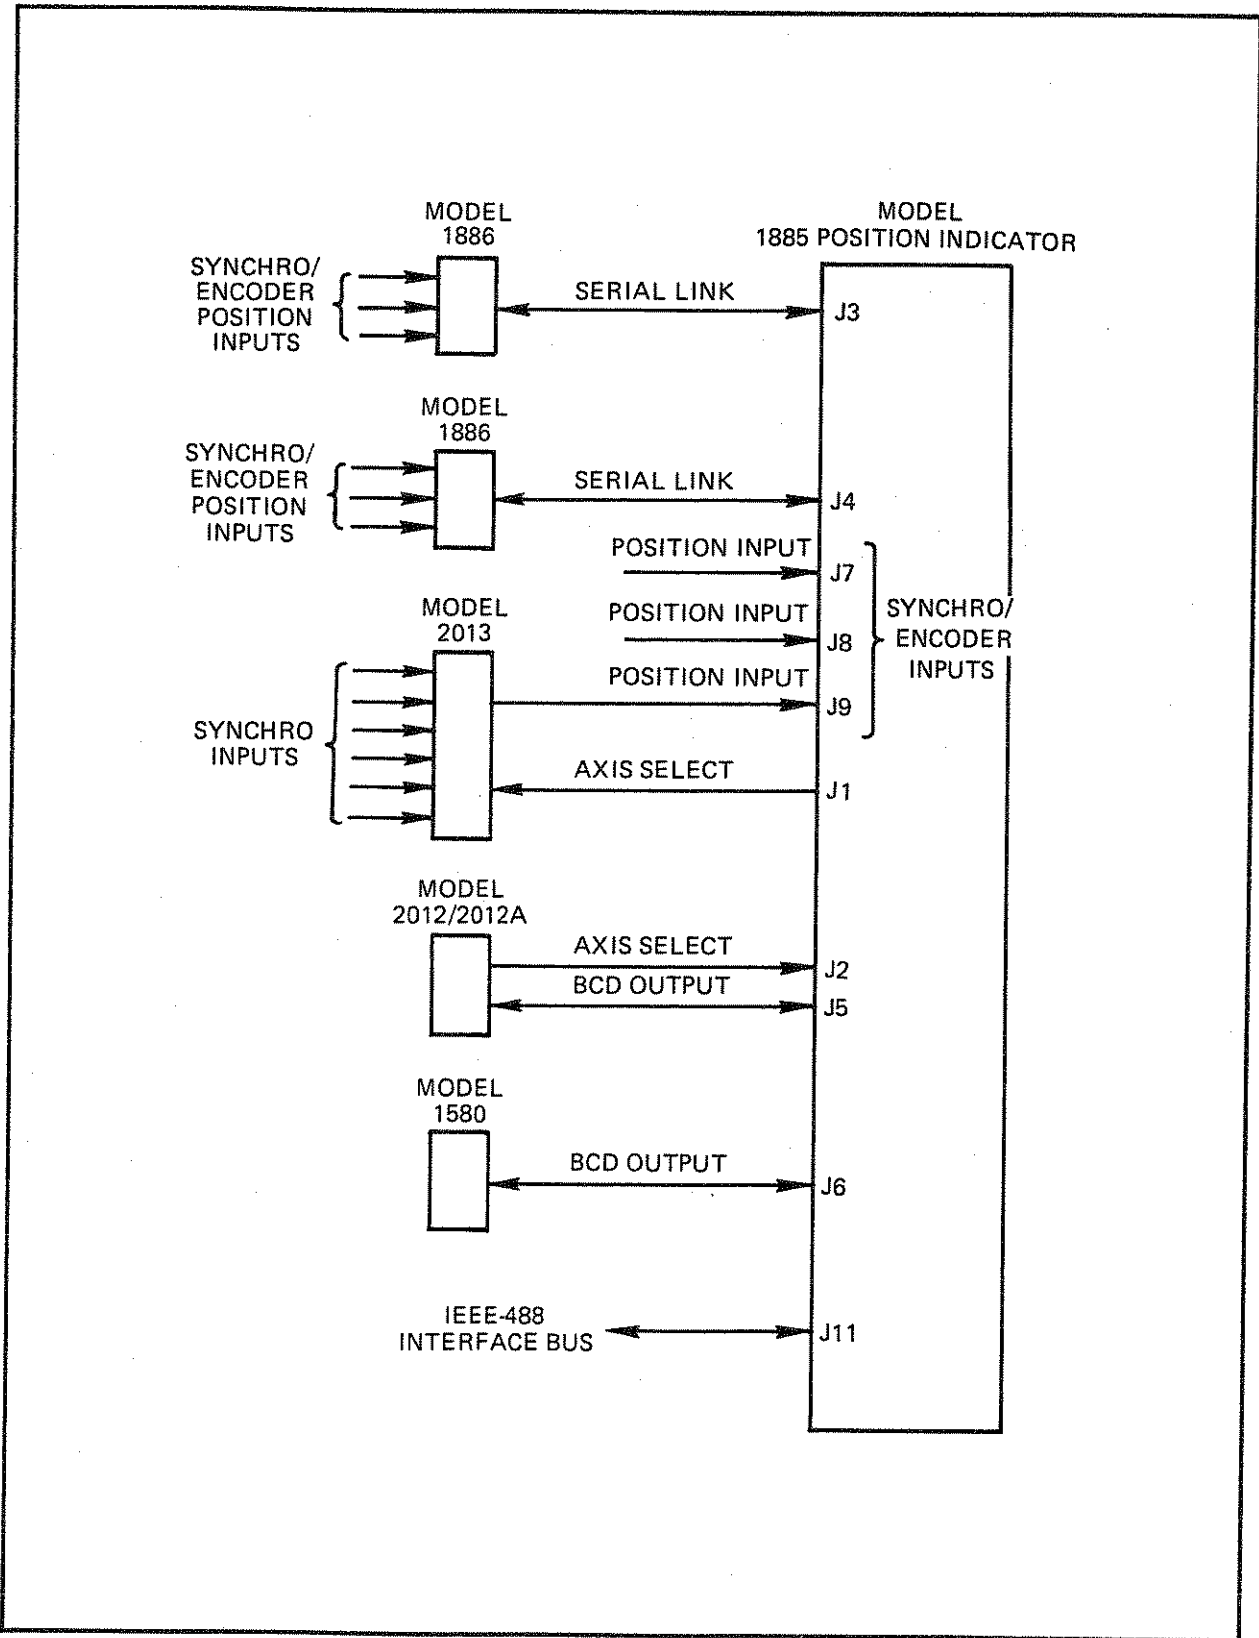 MODEL
1886
MODEL
1885 POSITION INDICATOR
SYNCHRO/
ENCODER
POSITION
INPUTS
SERIAL LINK
J3
MODEL
1886
SYNCHRO/
ENCODER
POSITION
INPUTS
SERIAL LINK
J4
POSITION INPUT
J7
MODEL
2013
POSITION INPUT
J8
SYNCHRO/
ENCODER
INPUTS
POSITION INPUT
J9
SYNCHRO
INPUTS
AXIS SELECT
J1
MODEL
2012/2012A
AXIS SELECT
J2
BCD OUTPUT
J5
MODEL
1580
BCD OUTPUT
J6
IEEE-488
INTERFACE BUS
J11